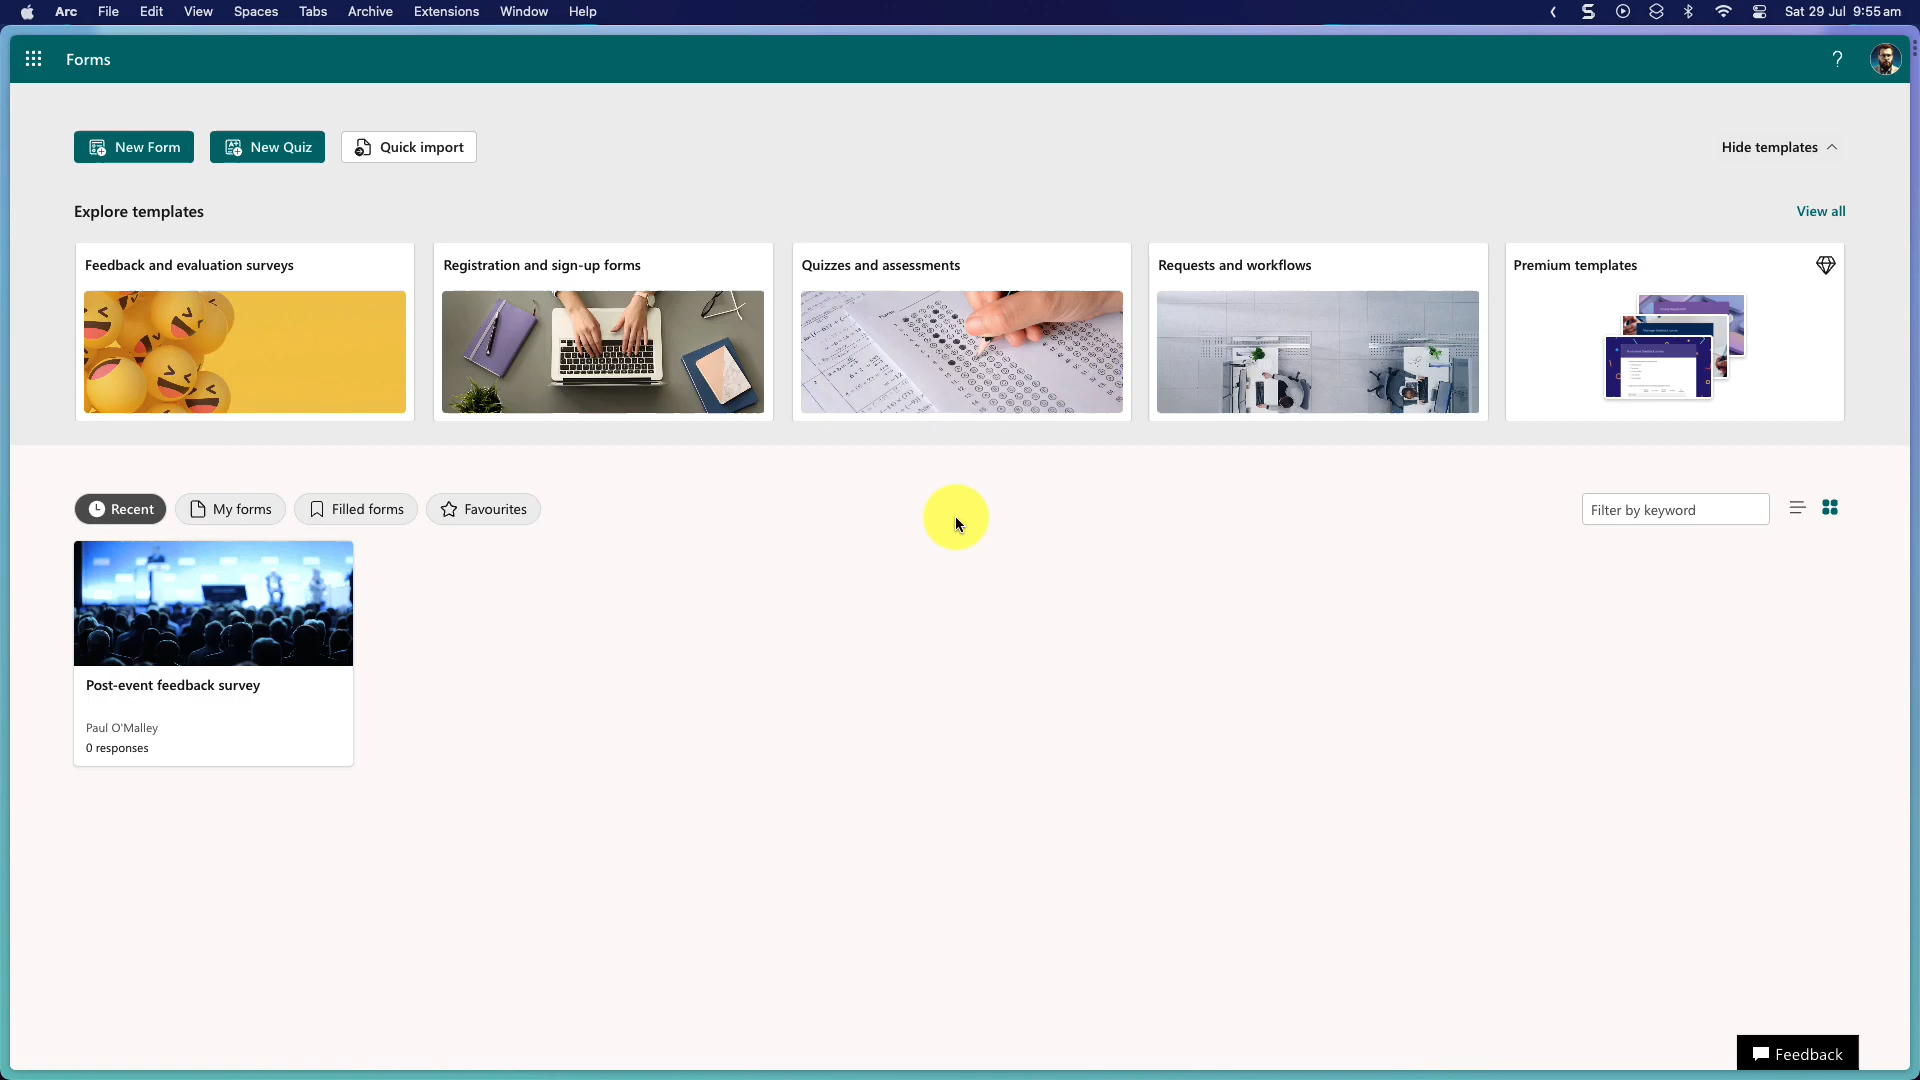 Arc File Edit View Spaces Tabs Archive Extensions Window Help Sat 29 Jul 9:55 am
Forms ?
New Form New Quiz Quick import Hide templates
Explore templates View all
Feedback and evaluation surveys Registration and sign-up forms Quizzes and assessments Requests and workflows Premium templates
Recent My forms Filled forms Favourites Filter by keyword
Post-event feedback survey
Paul O'Malley
0 responses
Feedback